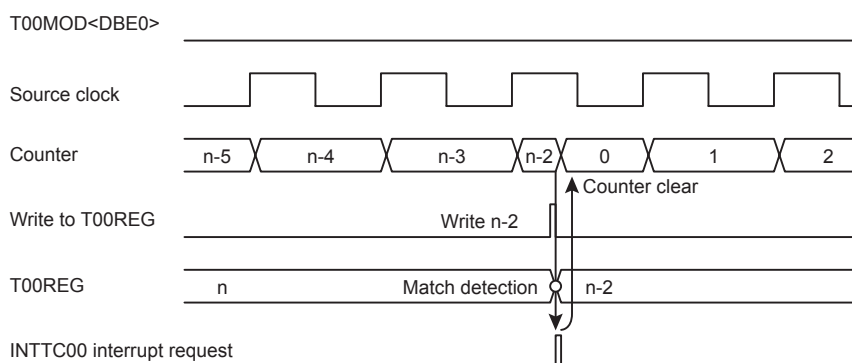 T00MOD<DBE0>
Source clock
Counter n-5 n-4 n-3 n-2 0 1 2
Counter clear
Write to T00REG Write n-2
T00REG n Match detection n-2
INTTC00 interrupt request